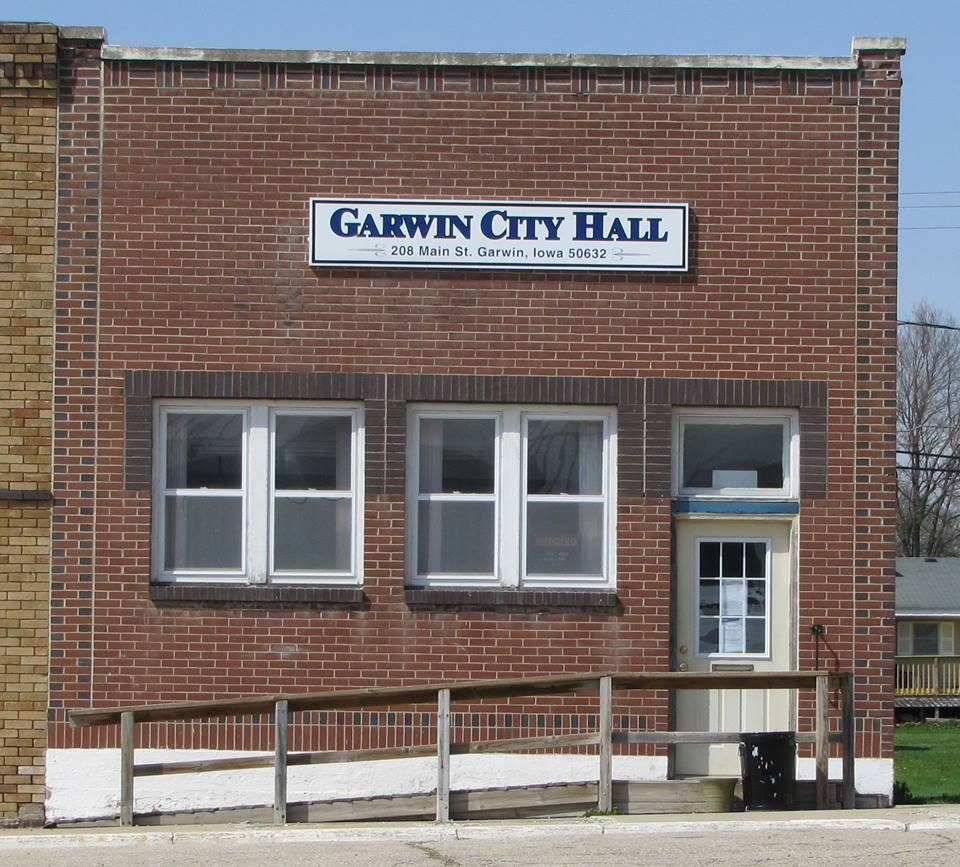 GARWIN CITY HALL
208 Main St. Garwin, Iowa 50632